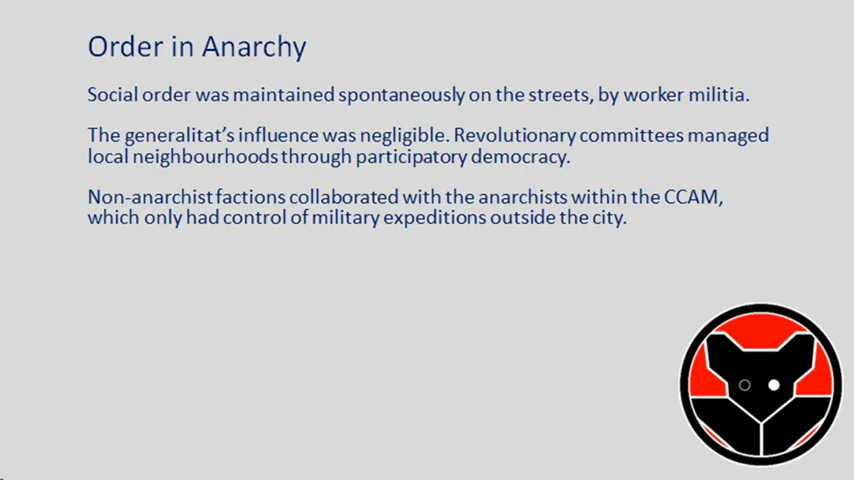 Order in Anarchy
Social order was maintained spontaneously on the streets, by worker militia.
The generalitat's influence was negligible. Revolutionary committees managed
local neighbourhoods through participatory democracy.
Non-anarchist factions collaborated with the anarchists within the CCAM,
which only had control of military expeditions outside the city.